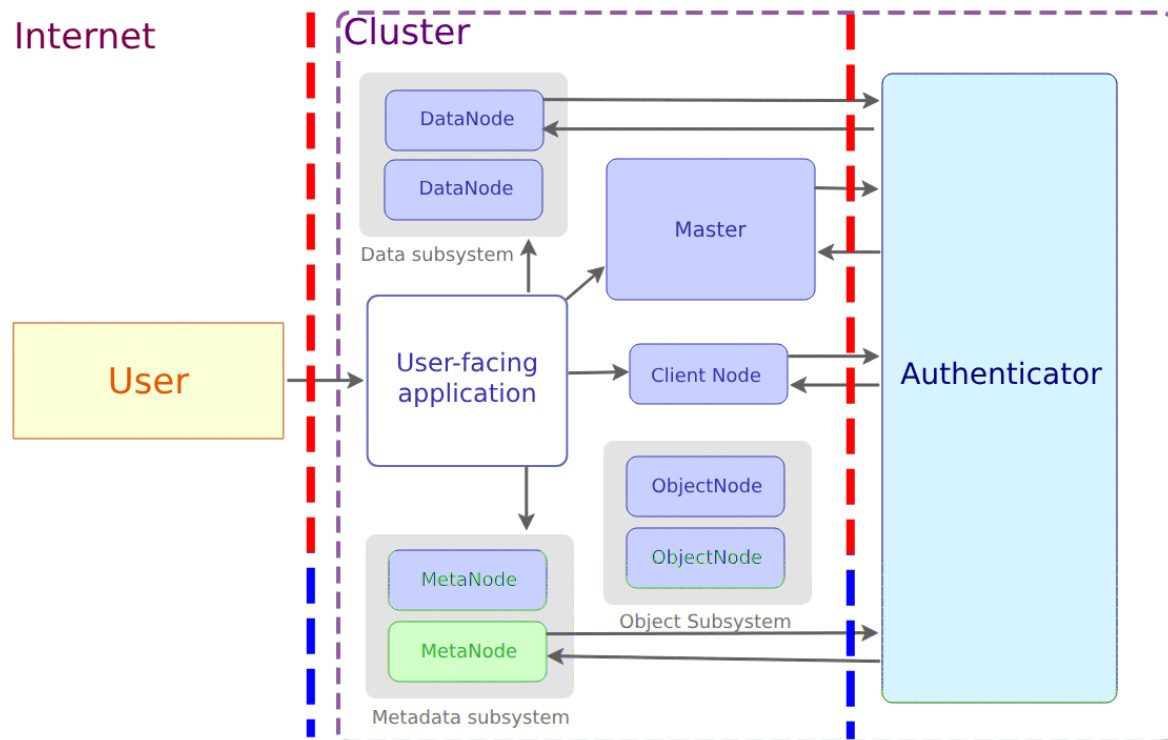 Internet
Cluster
DataNode
DataNode
Data subsystem
Master
User
User-facing
application
Client Node
Authenticator
ObjectNode
ObjectNode
Object Subsystem
MetaNode
MetaNode
Metadata subsystem